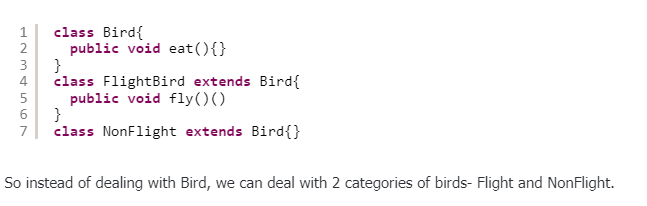 1 class Bird{
2   public void eat(){}
3 }
4 class FlightBird extends Bird{
5   public void fly()()
6 }
7 class NonFlight extends Bird{}
So instead of dealing with Bird, we can deal with 2 categories of birds- Flight and NonFlight.